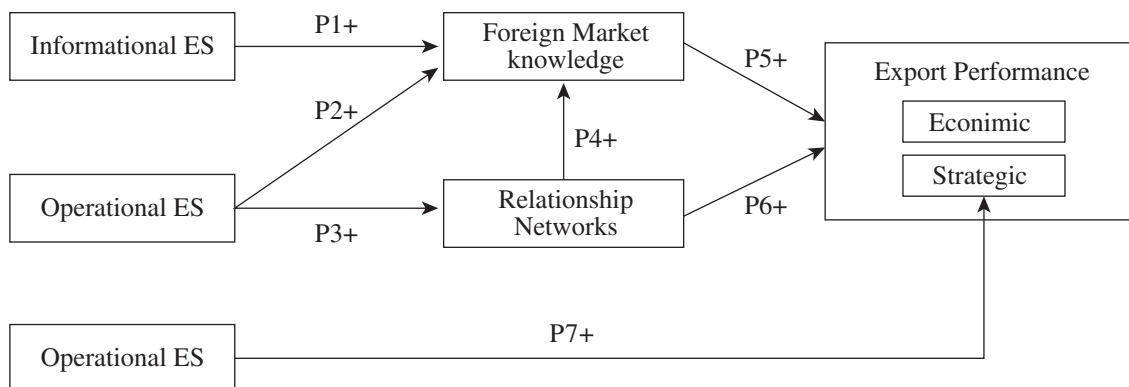 Informational ES
P1+
Foreign Market
knowledge
P5+
Export Performance
Econimic
Strategic
P2+
P4+
Operational ES
P3+
Relationship
Networks
P6+
P7+
Operational ES